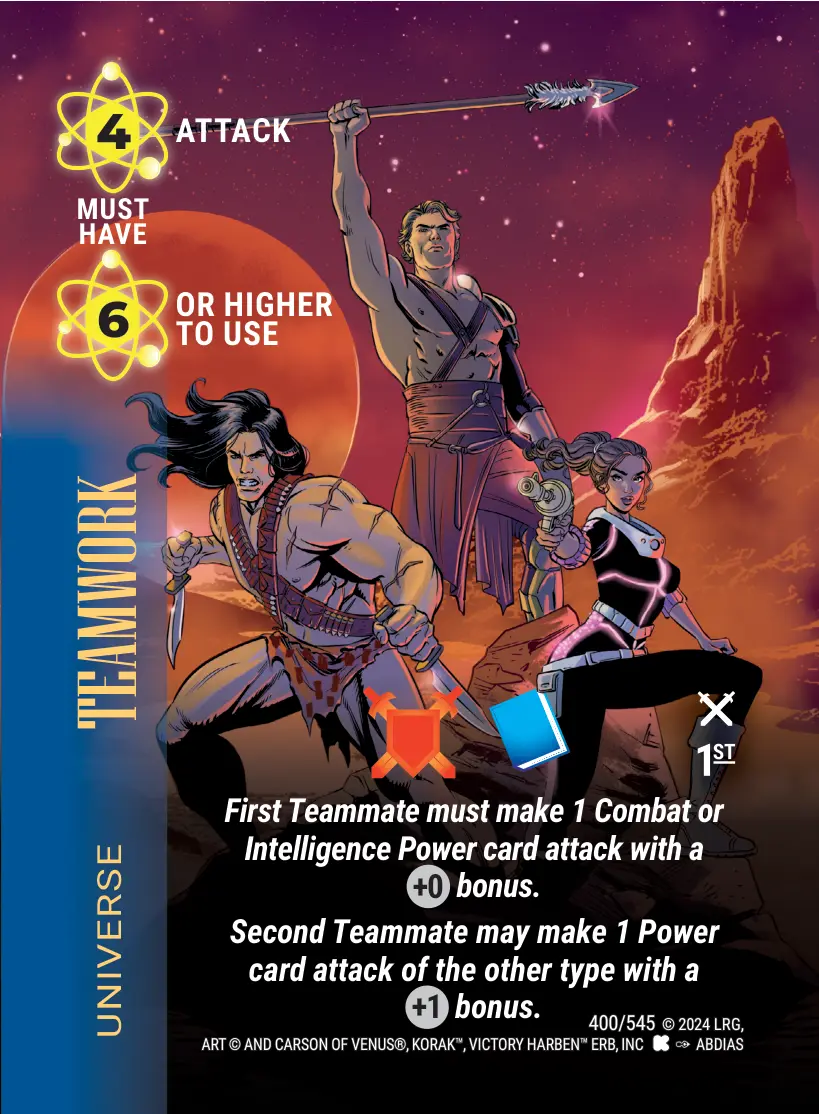 4 ATTACK
MUST
HAVE
6 OR HIGHER
TO USE
TEAMWORK
UNIVERSE
1ST
First Teammate must make 1 Combat or
Intelligence Power card attack with a
+0 bonus.
Second Teammate may make 1 Power
card attack of the other type with a
+1 bonus.
400/545 © 2024 LRG,
ART © AND CARSON OF VENUS®, KORAK™, VICTORY HARBEN™ ERB, INC ABDIAS